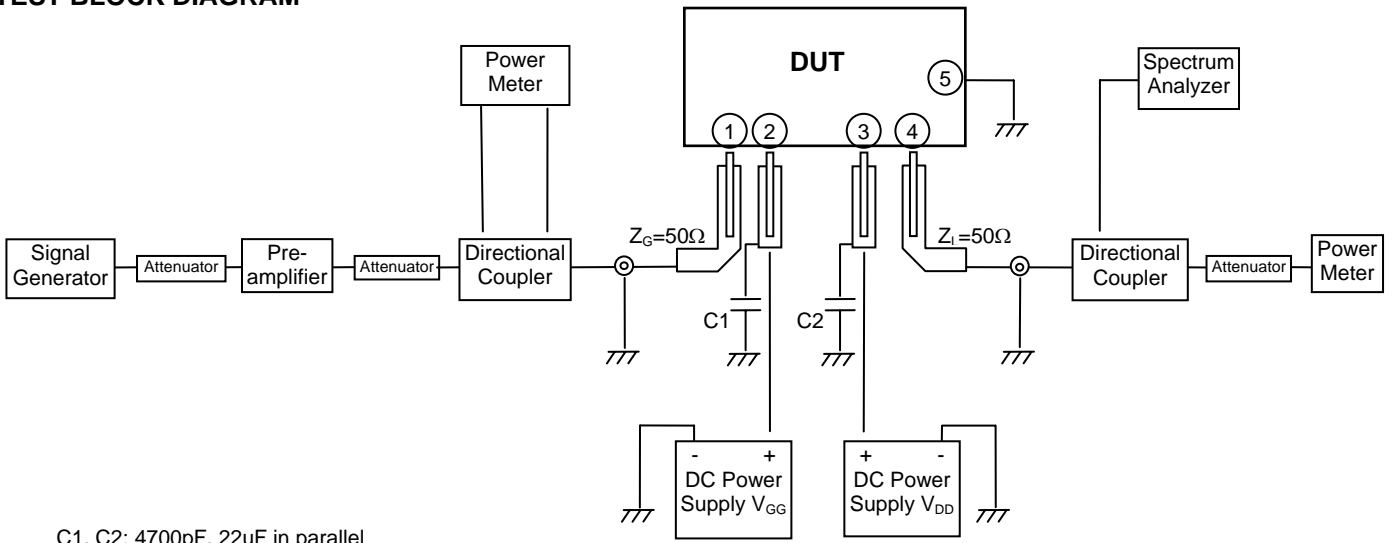 TEST BLOCK DIAGRAM
DUT
Power
Meter
Spectrum
Analyzer
5
1
2
3
4
Signal
Generator
Attenuator
Pre-
amplifier
Attenuator
Directional
Coupler
ZG=50Ω
ZL=50Ω
Directional
Coupler
Attenuator
Power
Meter
C1
C2
- +
DC Power
Supply VGG
+ -
DC Power
Supply VDD
C1, C2: 4700pF, 22uF in parallel